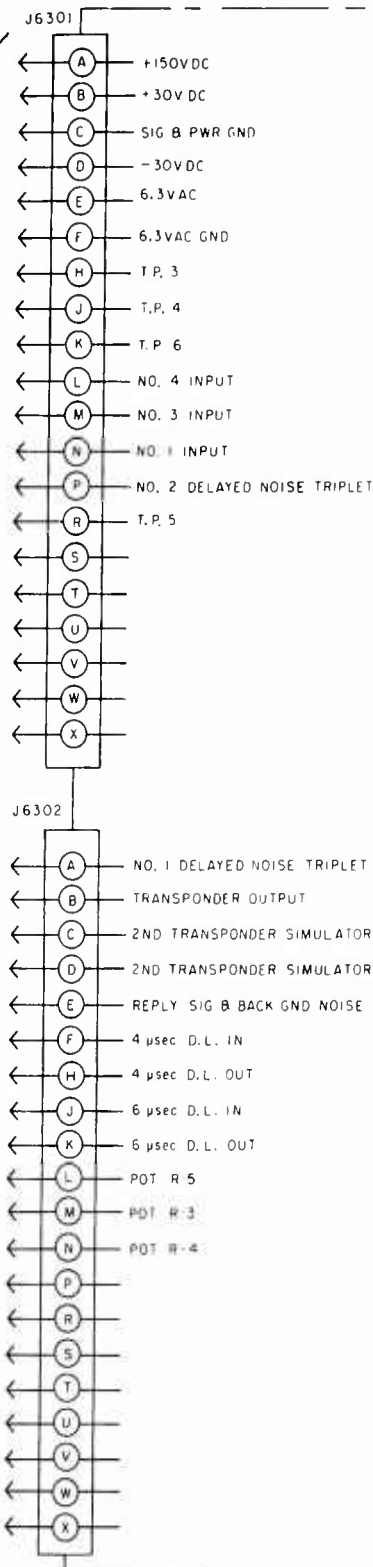 J6301
A +150VDC
B +30V DC
C SIG & PWR GND
D -30VDC
E 6.3VAC
F 6.3VAC GND
H T.P. 3
J T.P. 4
K T.P 6
L NO. 4 INPUT
M NO. 3 INPUT
N NO. 1 INPUT
P NO. 2 DELAYED NOISE TRIPLET
R T.P. 5
S
T
U
V
W
X
J6302
A NO. 1 DELAYED NOISE TRIPLET
B TRANSPONDER OUTPUT
C 2ND TRANSPONDER SIMULATOR
D 2ND TRANSPONDER SIMULATOR
E REPLY SIG & BACK GND NOISE
F 4 µsec D.L. IN
H 4 µsec D.L. OUT
J 6 µsec D.L. IN
K 6 µsec D.L. OUT
L POT R 5
M POT R-3
N POT R-4
P
R
S
T
U
V
W
X